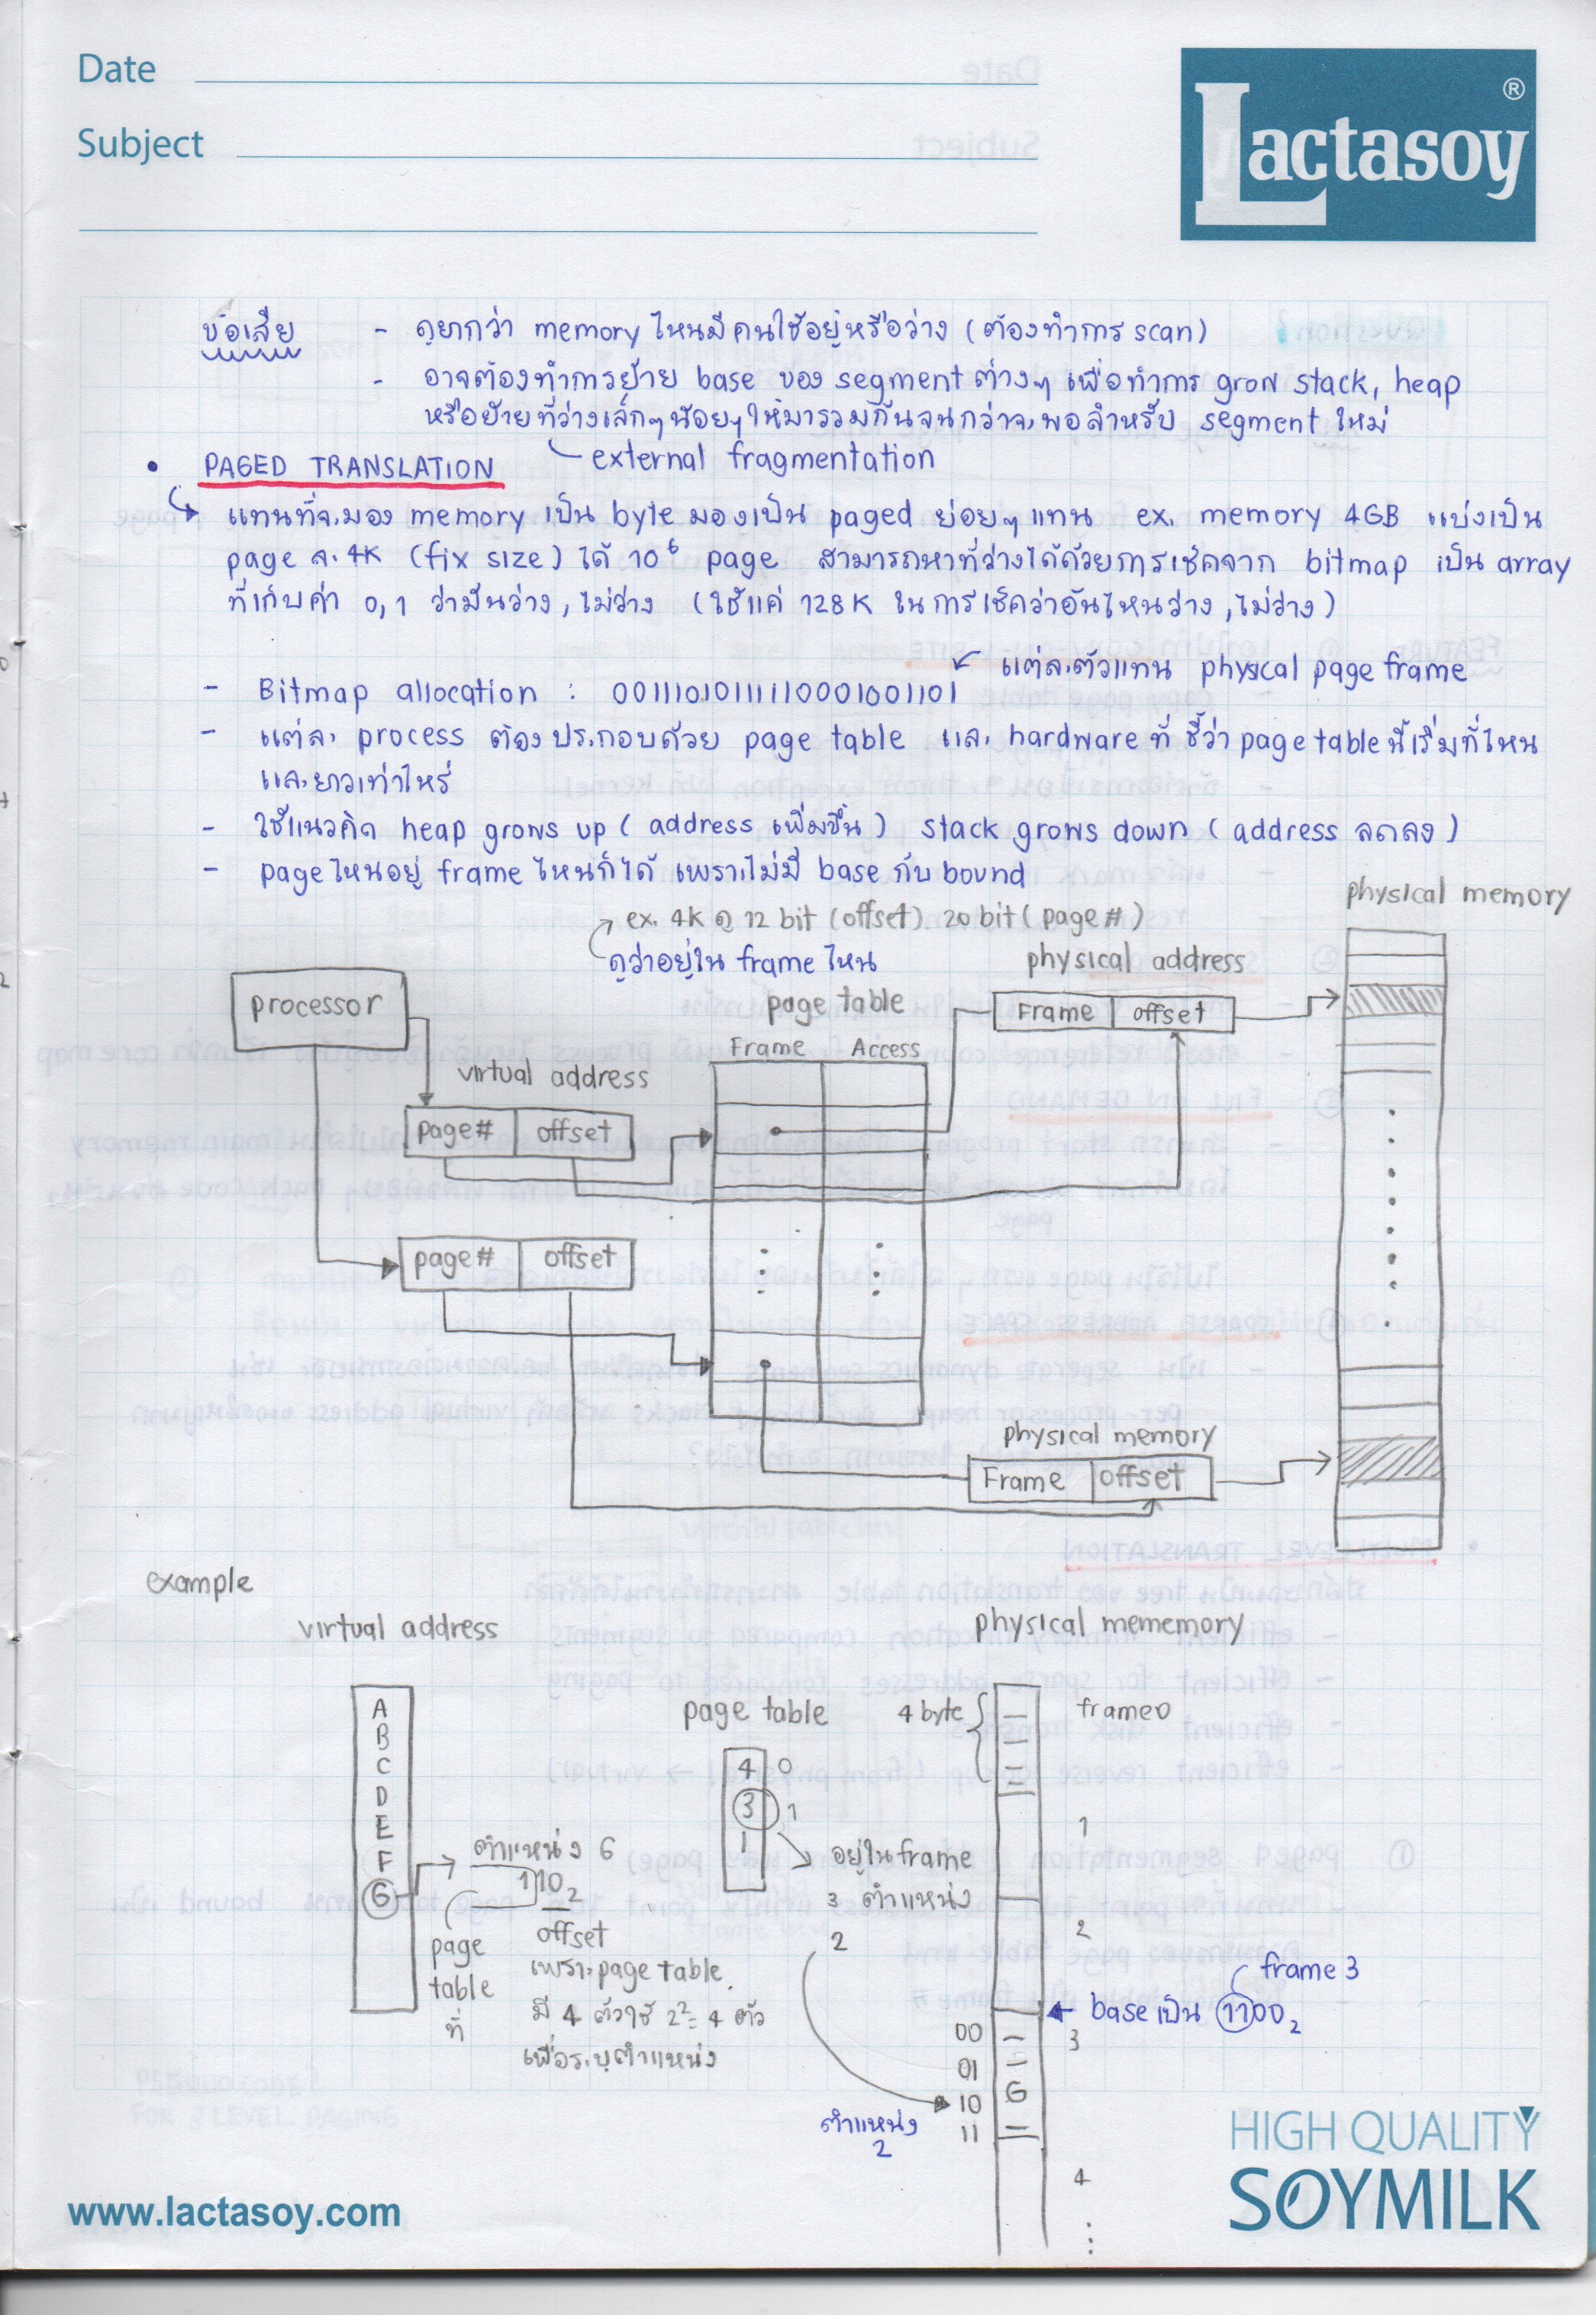 Date
Subject
Lactasoy ®
ข้อเสีย - ดูยากว่า memory ไหนมีคนใช้อยู่หรือว่าง (ต้องทำการ scan)
- อาจต้องทำการย้าย base ของ segment ต่างๆ เพื่อทำการ grow stack, heap
หรือย้ายที่ว่างเล็กๆน้อยๆให้มารวมกันจนกว่าจะพอสำหรับ segment ใหม่
external fragmentation
• PAGED TRANSLATION
แทนที่จะมอง memory เป็น byte มองเป็น paged ย่อยๆแทน ex. memory 4GB แบ่งเป็น
page ละ 4K (fix size) ได้ 10⁶ page สามารถหาที่ว่างได้ด้วยการเช็คจาก bitmap เป็น array
ที่เก็บค่า 0,1 ว่ามันว่าง,ไม่ว่าง (ใช้แค่ 128K ในการเช็คว่าอันไหนว่าง,ไม่ว่าง)
แต่ละตัวแทน physical page frame
- Bitmap allocation : 00111010111110001001101
- แต่ละ process ต้องประกอบด้วย page table และ hardware ที่ชี้ว่า page table นี้เริ่มที่ไหน
และยาวเท่าไหร่
- ใช้แนวคิด heap grows up (address เพิ่มขึ้น) stack grows down (address ลดลง)
- page ไหนอยู่ frame ไหนก็ได้ เพราะไม่มี base กับ bound
physical memory
ex. 4K ดู 12 bit (offset) 20 bit (page #)
ดูว่าอยู่ใน frame ไหน
physical address
processor
page table
Frame offset
Frame Access
virtual address
page# offset
page# offset
physical memory
Frame offset
example
virtual address
physical mememory
page table
4 byte
frame0
A
B
C
D
E
F
G
4 0
3 1
1
1
ตำแหน่ง 6
110₂
อยู่ใน frame
3 ตำแหน่ง
2
page
table
ที่
offset
เพราะ page table
มี 4 ตัวใช้ 2² = 4 ตัว
เพื่อระบุตำแหน่ง
2
frame 3
base เป็น 1100₂
00
01
10 G
11
3
ตำแหน่ง
2
4
HIGH QUALITY
SOYMILK
www.lactasoy.com